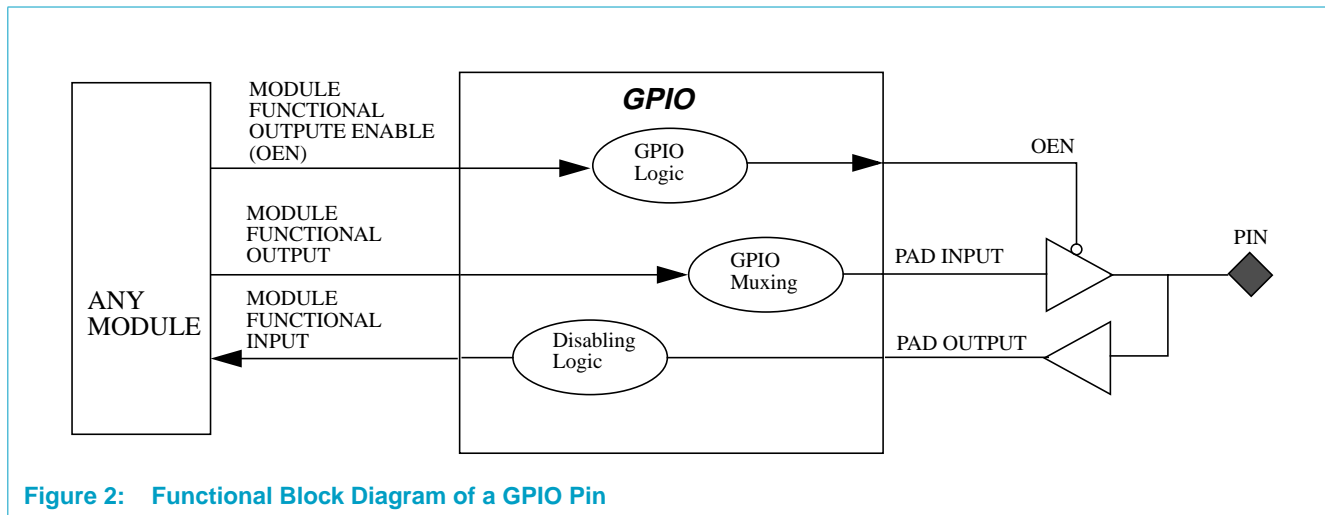 MODULE
FUNCTIONAL
OUTPUTE ENABLE
(OEN)
GPIO
GPIO
Logic
OEN
MODULE
FUNCTIONAL
OUTPUT
GPIO
Muxing
PAD INPUT
PIN
ANY
MODULE
MODULE
FUNCTIONAL
INPUT
Disabling
Logic
PAD OUTPUT
Figure 2: Functional Block Diagram of a GPIO Pin